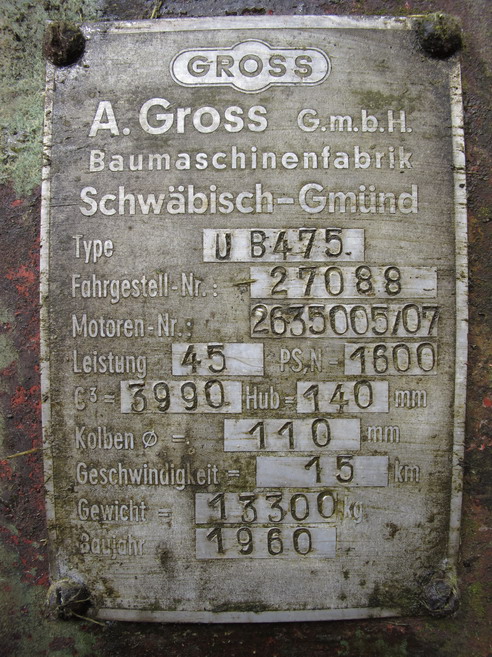 GROSS
A. Gross G.m.b.H.
Baumaschinenfabrik
Schwäbisch-Gmünd
Type U B475.
Fahrgestell-Nr.: 27088
Motoren-Nr.: 2635005/07
Leistung 45 PS,N= 1600
C³= 3990. Hub= 140 mm
Kolben Ø =. 110 mm
Geschwindigkeit = 15 km
Gewicht = 13300 kg
Baujahr 1960